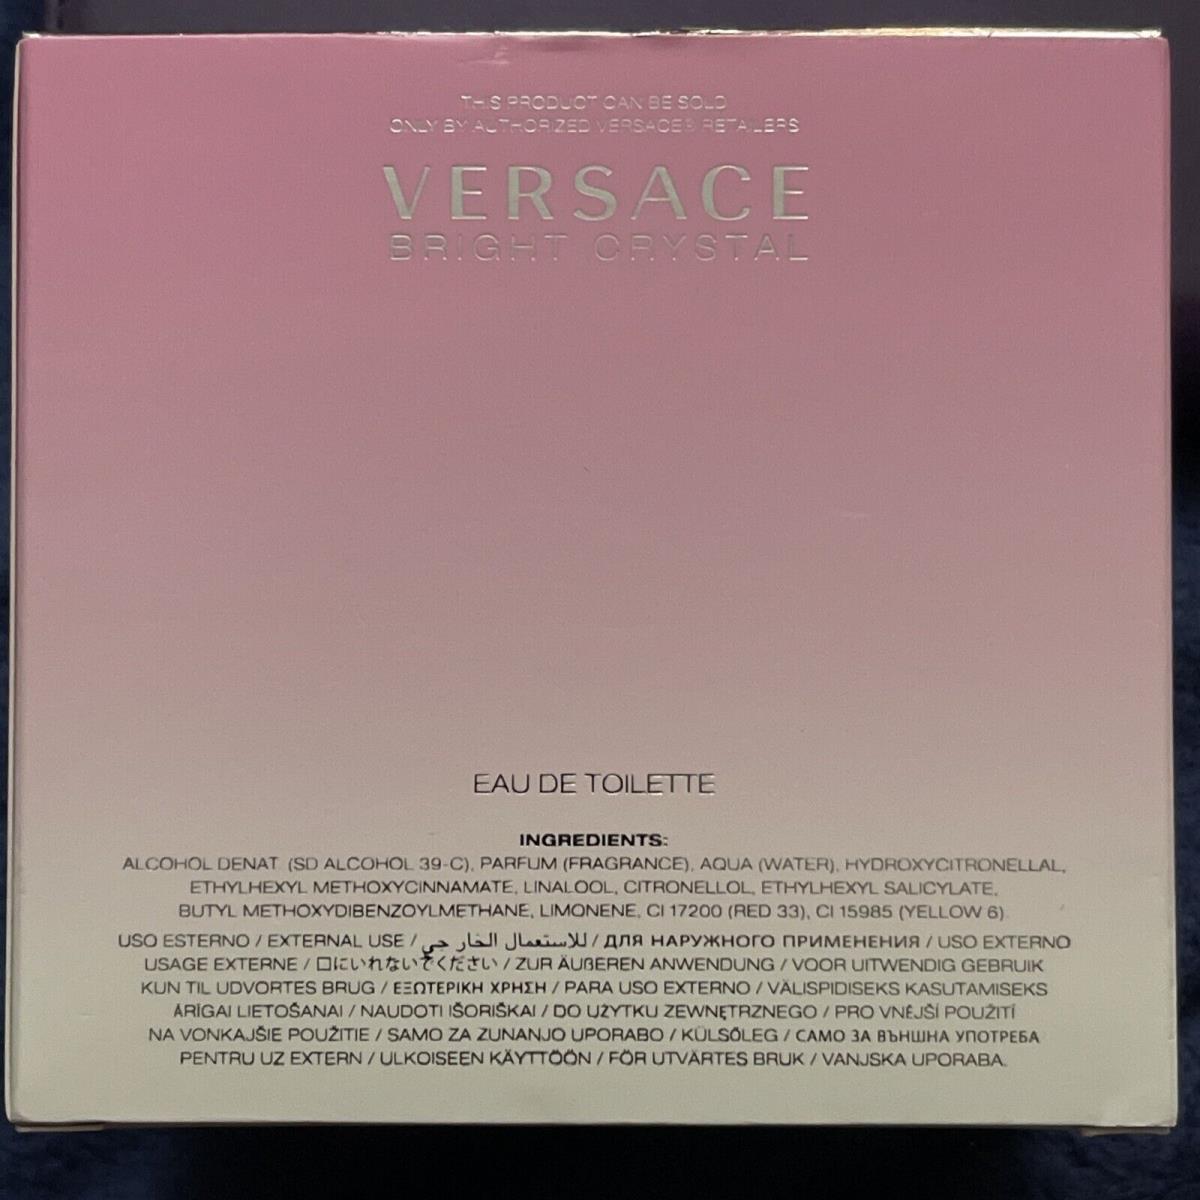 THIS PRODUCT CAN BE SOLD
ONLY BY AUTHORIZED VERSACE® RETAILERS
VERSACE
BRIGHT CRYSTAL
EAU DE TOILETTE
INGREDIENTS:
ALCOHOL DENAT. (SD ALCOHOL 39-C), PARFUM (FRAGRANCE), AQUA (WATER), HYDROXYCITRONELLAL,
ETHYLHEXYL METHOXYCINNAMATE, LINALOOL, CITRONELLOL, ETHYLHEXYL SALICYLATE,
BUTYL METHOXYDIBENZOYLMETHANE, LIMONENE, CI 17200 (RED 33), CI 15985 (YELLOW 6).
USO ESTERNO / EXTERNAL USE / للاستعمال الخار جي / ДЛЯ НАРУЖНОГО ПРИМЕНЕНИЯ / USO EXTERNO
USAGE EXTERNE / 口にいれないでください / ZUR ÄUßEREN ANWENDUNG / VOOR UITWENDIG GEBRUIK
KUN TIL UDVORTES BRUG / ΕΞΩΤΕΡΙΚΗ ΧΡΗΣΗ / PARA USO EXTERNO / VÄLISPIDISEKS KASUTAMISEKS
ĀRĪGAI LIETOŠANAI / NAUDOTI IŠORIŠKAI / DO UŻYTKU ZEWNĘTRZNEGO / PRO VNĚJŠÍ POUŽITÍ
NA VONKAJŠIE POUŽITIE / SAMO ZA ZUNANJO UPORABO / KÜLSŐLEG / САМО ЗА ВЪНШНА УПОТРЕБА
PENTRU UZ EXTERN / ULKOISEEN KÄYTTÖÖN / FÖR UTVÄRTES BRUK / VANJSKA UPORABA.